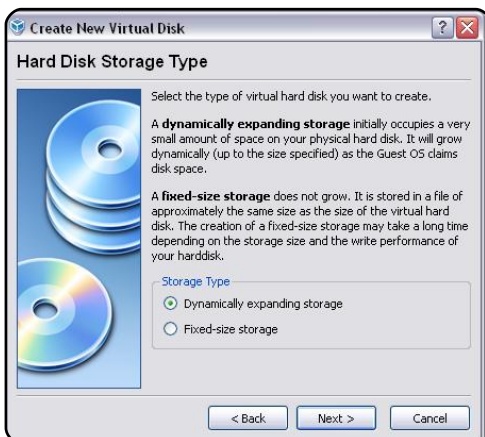 Create New Virtual Disk
Hard Disk Storage Type
Select the type of virtual hard disk you want to create.
A dynamically expanding storage initially occupies a very
small amount of space on your physical hard disk. It will grow
dynamically (up to the size specified) as the Guest OS claims
disk space.
A fixed-size storage does not grow. It is stored in a file of
approximately the same size as the size of the virtual hard
disk. The creation of a fixed-size storage may take a long time
depending on the storage size and the write performance of
your harddisk.
Storage Type
Dynamically expanding storage
Fixed-size storage
< Back
Next >
Cancel